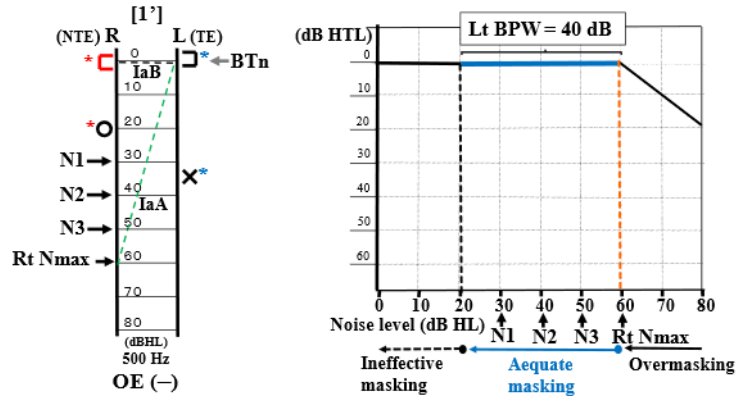 [1']
(NTE) R L (TE)
* *
0
BTn
IaB
10
* 20
N1 30
*
N2 40
IaA
N3 50
Rt Nmax 60
70
80
(dBHL)
500 Hz
OE (−)
(dB HTL)
Lt BPW = 40 dB
0
10
20
30
40
50
60
0 10 20 30 40 50 60 70 80
Noise level (dB HL)
N1 N2 N3 Rt Nmax
Ineffective masking
Aequate masking
Overmasking